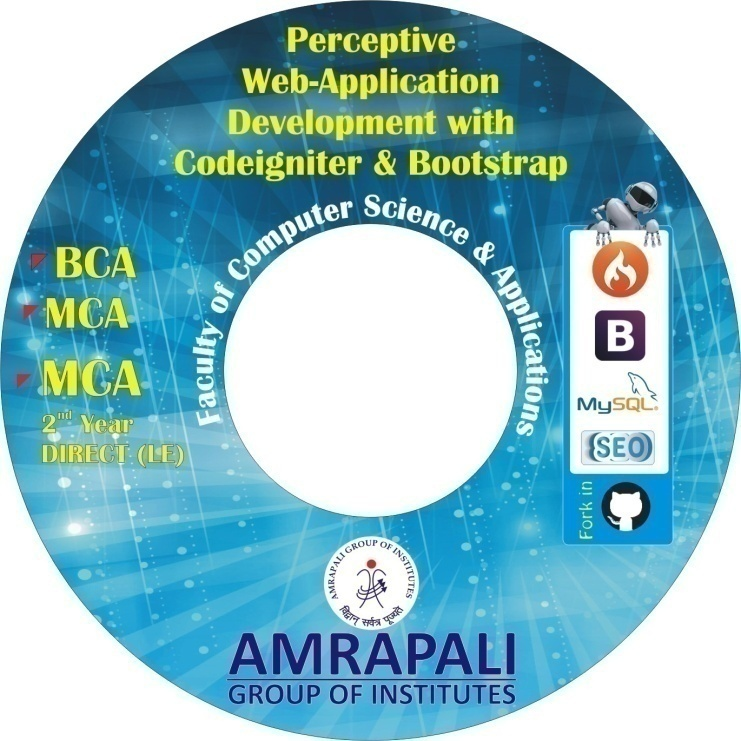 Perceptive
Web-Application
Development with
Codeigniter & Bootstrap
Faculty of Computer Science & Applications
BCA
MCA
MCA
2nd Year
DIRECT (LE)
B
MySQL®
SEO
Fork in
AMRAPALI GROUP OF INSTITUTES
विद्वान् सर्वत्र पूज्यते
AMRAPALI
GROUP OF INSTITUTES